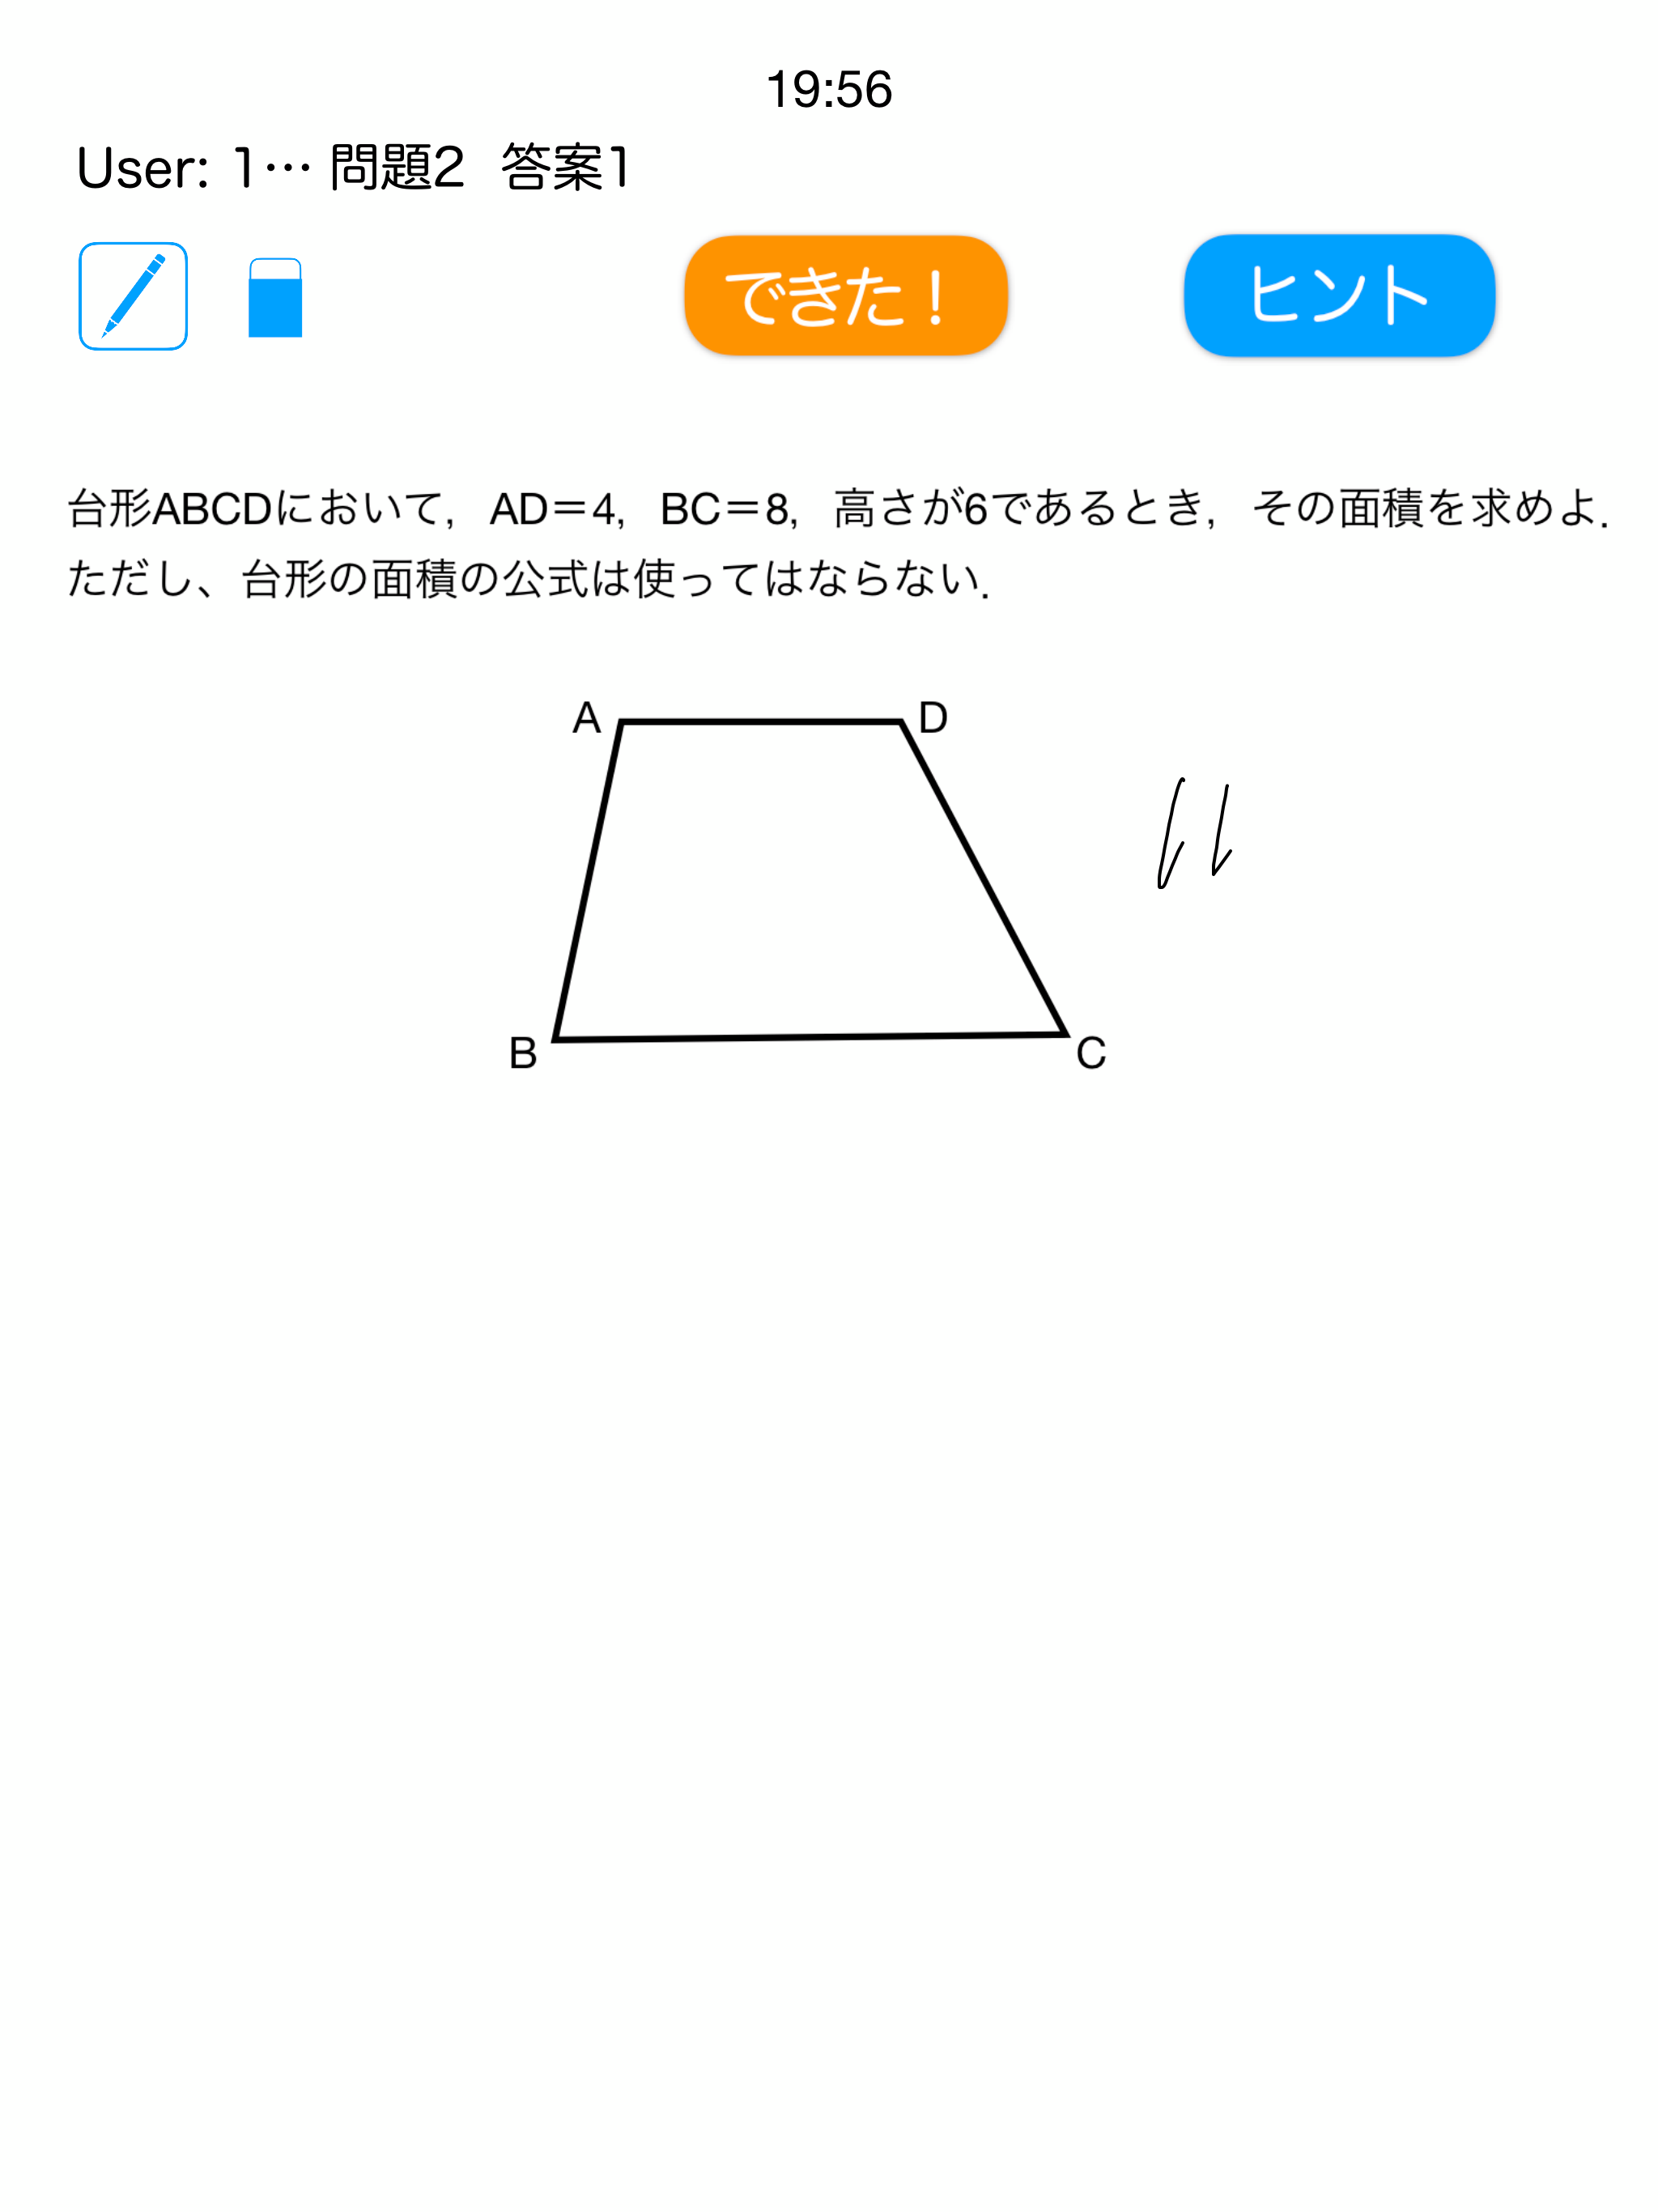 19:56
User: 1… 問題2 答案1
できた！
ヒント
台形ABCDにおいて，AD＝4，BC＝8，高さが6であるとき，その面積を求めよ．
ただし、台形の面積の公式は使ってはならない．
A
D
B
C